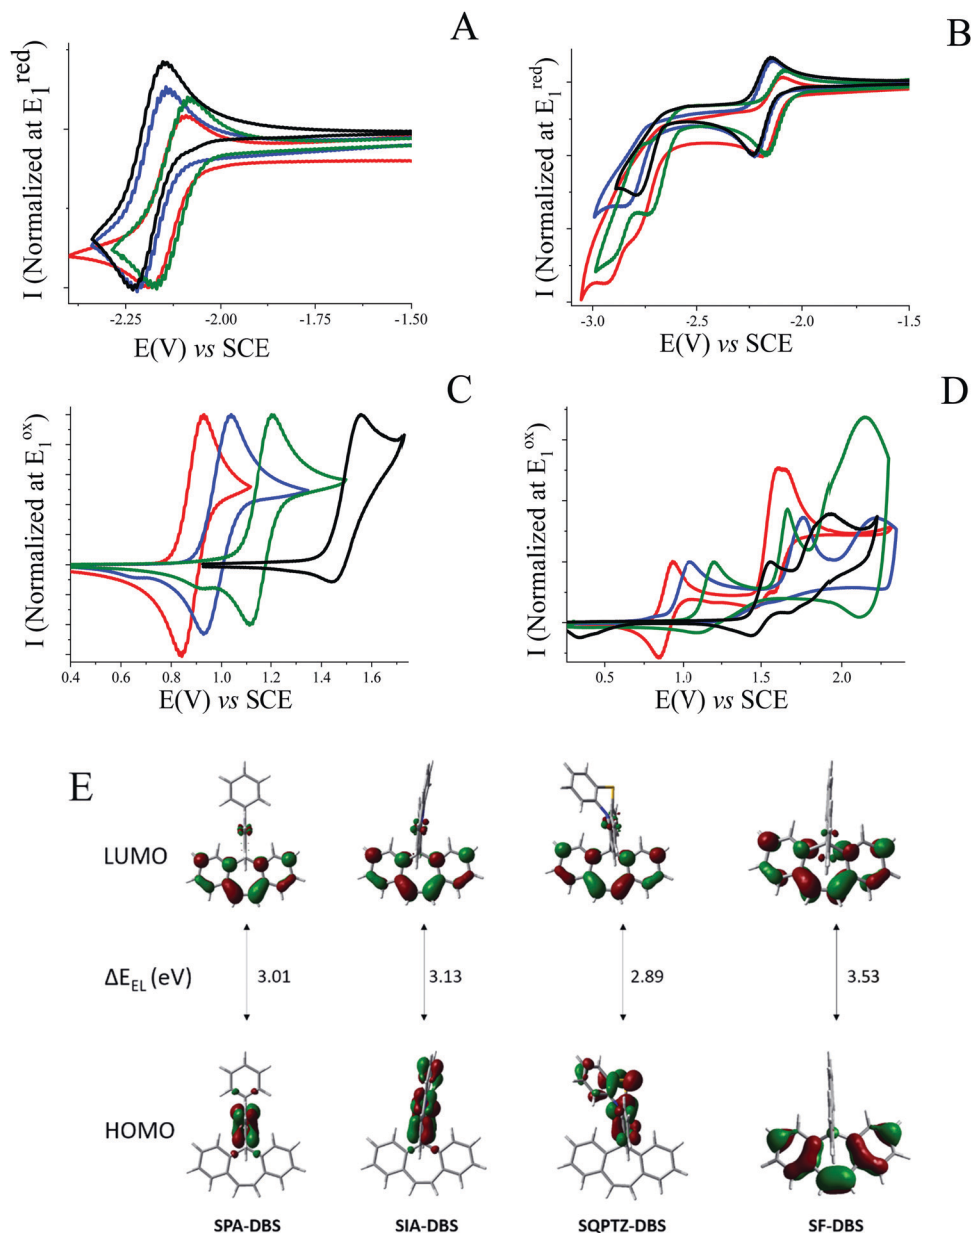 A
I (Normalized at E₁ʳᵉᵈ)
-2.25 -2.00 -1.75 -1.50
E(V) vs SCE
B
I (Normalized at E₁ʳᵉᵈ)
-3.0 -2.5 -2.0 -1.5
E(V) vs SCE
C
I (Normalized at E₁ᵒˣ)
0.4 0.6 0.8 1.0 1.2 1.4 1.6
E(V) vs SCE
D
I (Normalized at E₁ᵒˣ)
0.5 1.0 1.5 2.0
E(V) vs SCE
E
LUMO
ΔE_EL (eV) 3.01 3.13 2.89 3.53
HOMO
SPA-DBS SIA-DBS SQPTZ-DBS SF-DBS